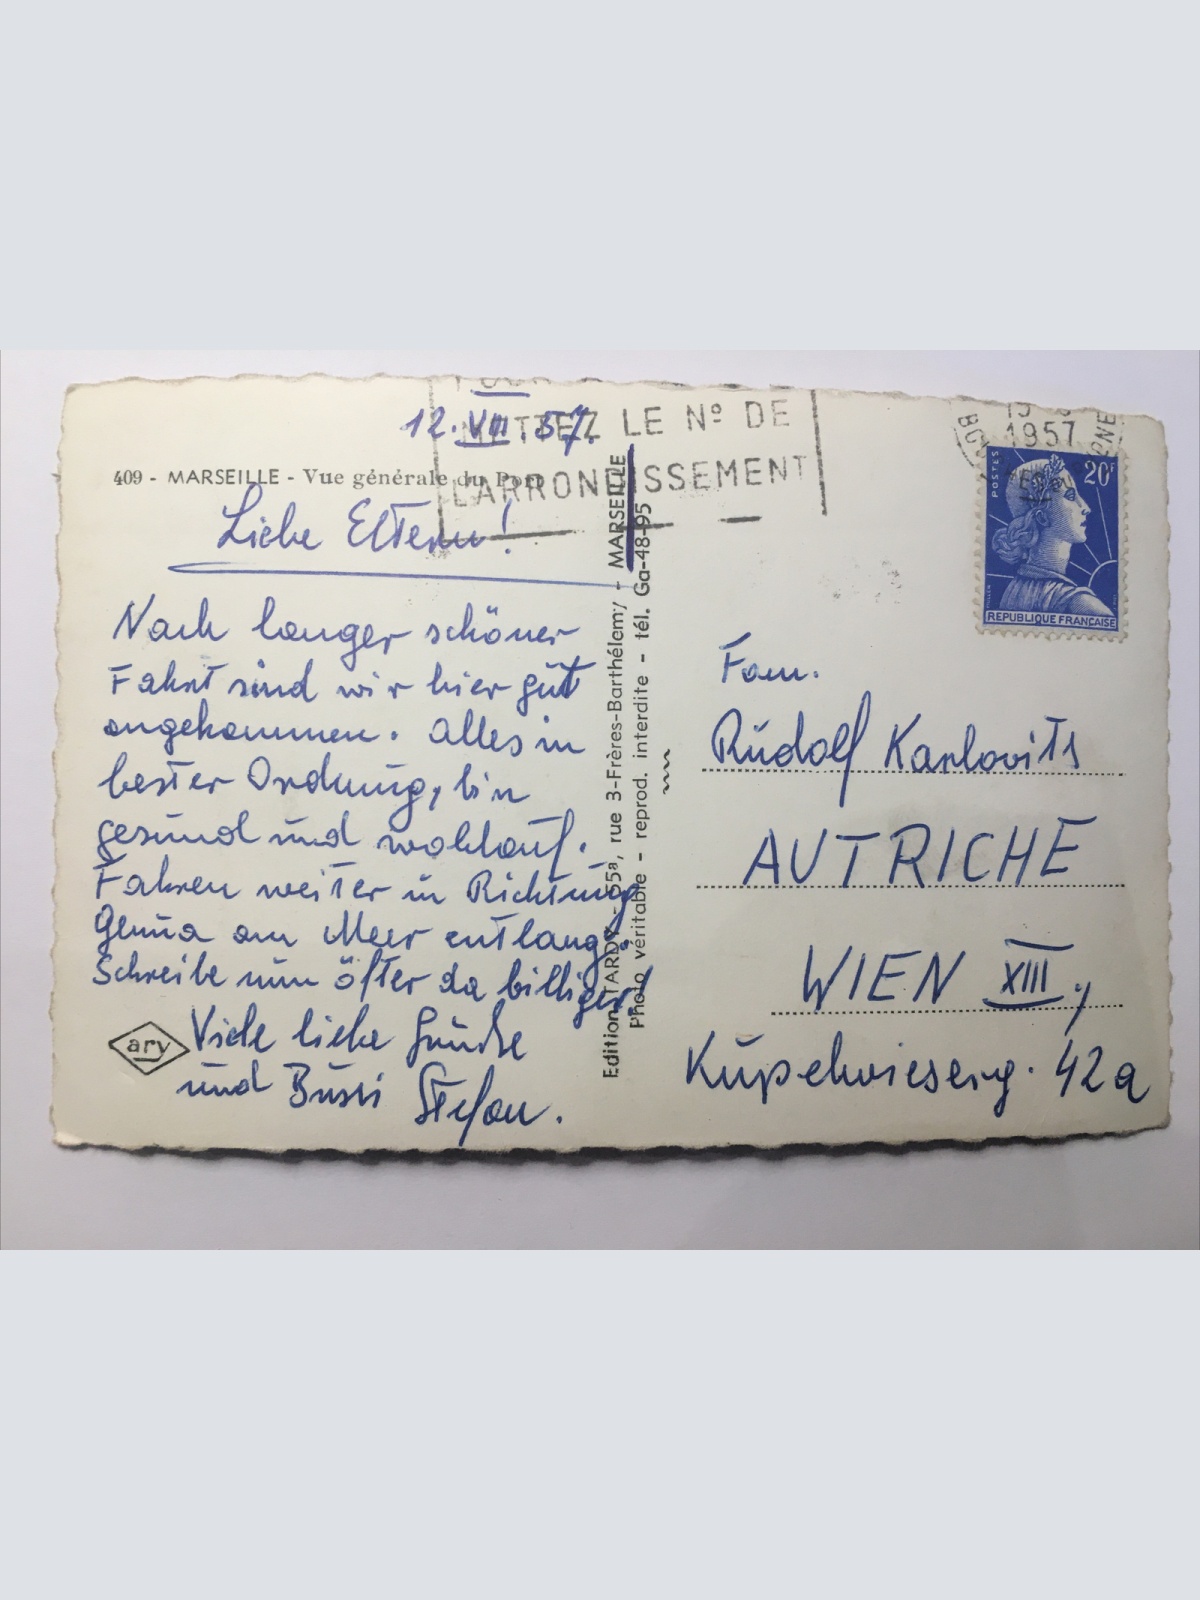 12. VIII 57.
METTEZ LE Nº DE
L'ARRONDISSEMENT
1957
POSTES
20F
REPUBLIQUE FRANÇAISE
409 - MARSEILLE - Vue générale du Port
Liebe Eltern!
Nach langer schöner
Fahrt sind wir hier gut
angekommen. Alles in
bester Ordnung, bin
gesund und wohlauf.
Fahren weiter in Richtung
Genua am Meer entlang.
Schreibe nun öfter da billiger!
Viele liebe Grüße
und Bussi Stefan.
ary
Edition TARDY - 55a, rue 3-Frères-Barthélemy - MARSEILLE
Photo véritable - reprod. interdite - tél. Ga-48-95
Fam.
Rudolf Karlovits
AUTRICHE
WIEN XIII.,
Kupelwieserg. 42a